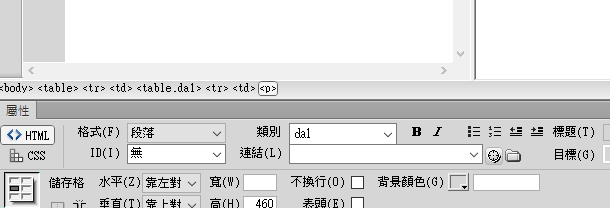 <body> <table> <tr> <td> <table.da1> <tr> <td> <p>
屬性
<> HTML 格式(F) 段落 類別 da1 B I 標題(T)
CSS ID(I) 無 連結(L) 目標(G)
儲存格 水平(Z) 靠左對 寬(W) 不換行(O) 背景顏色(G)
垂直(T) 靠上對 高(H) 460 表頭(E)